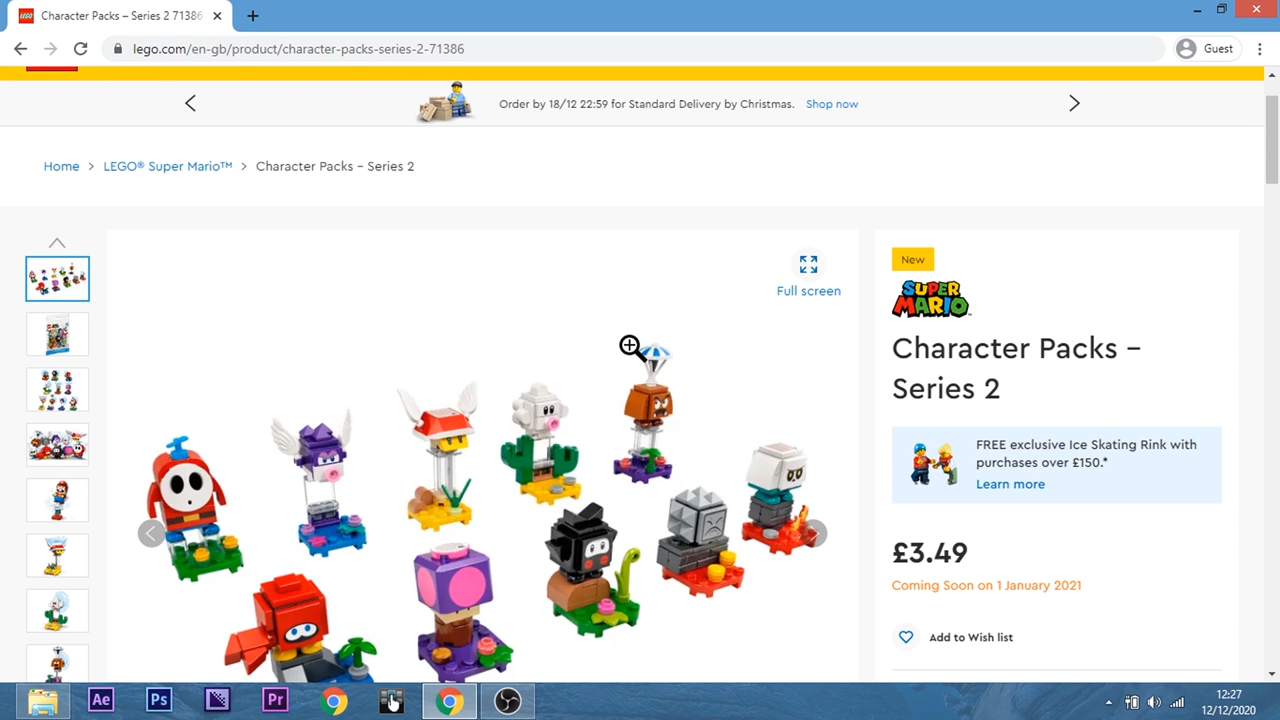 Character Packs – Series 2 71386
lego.com/en-gb/product/character-packs-series-2-71386
Guest
Order by 18/12 22:59 for Standard Delivery by Christmas. Shop now
Home > LEGO® Super Mario™ > Character Packs – Series 2
Full screen
New
SUPER
MARIO™
Character Packs –
Series 2
FREE exclusive Ice Skating Rink with
purchases over £150.*
Learn more
£3.49
Coming Soon on 1 January 2021
Add to Wish list
Ae
Ps
Pr
12:27
12/12/2020